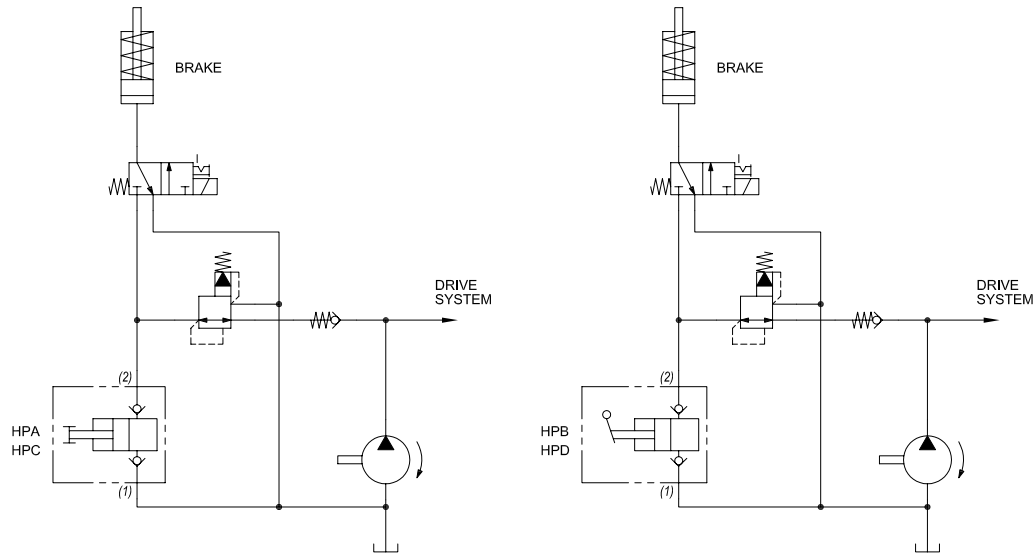 BRAKE
DRIVE
SYSTEM
(2)
HPA
HPC
(1)
BRAKE
DRIVE
SYSTEM
(2)
HPB
HPD
(1)